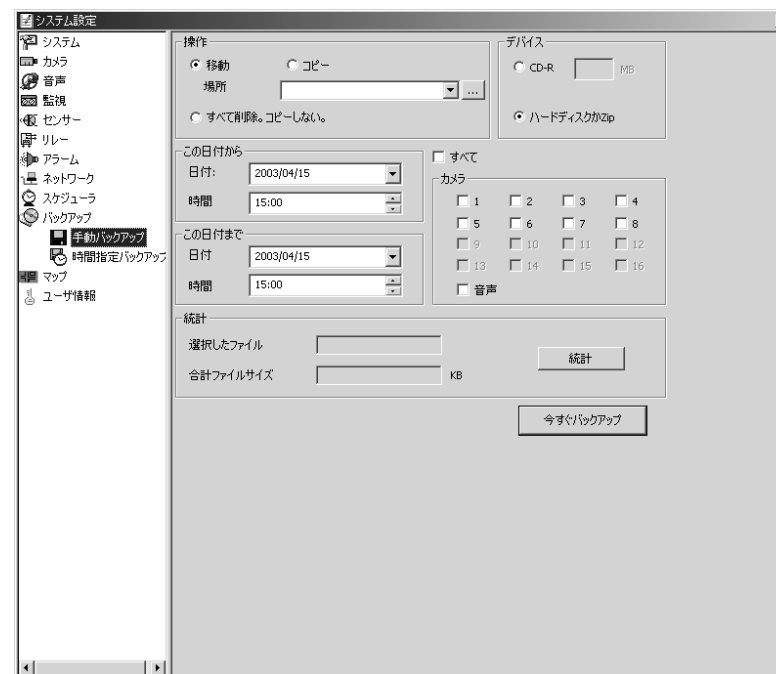 システム設定
システム
カメラ
音声
監視
センサー
リレー
アラーム
ネットワーク
スケジューラ
バックアップ
手動バックアップ
時間指定バックアップ
マップ
ユーザ情報
操作
移動
コピー
場所
...
すべて削除。コピーしない。
デバイス
CD-R
MB
ハードディスクかZip
この日付から
日付:
2003/04/15
時間
15:00
この日付まで
日付
2003/04/15
時間
15:00
すべて
カメラ
1 2 3 4
5 6 7 8
9 10 11 12
13 14 15 16
音声
統計
選択したファイル
合計ファイルサイズ
KB
統計
今すぐバックアップ